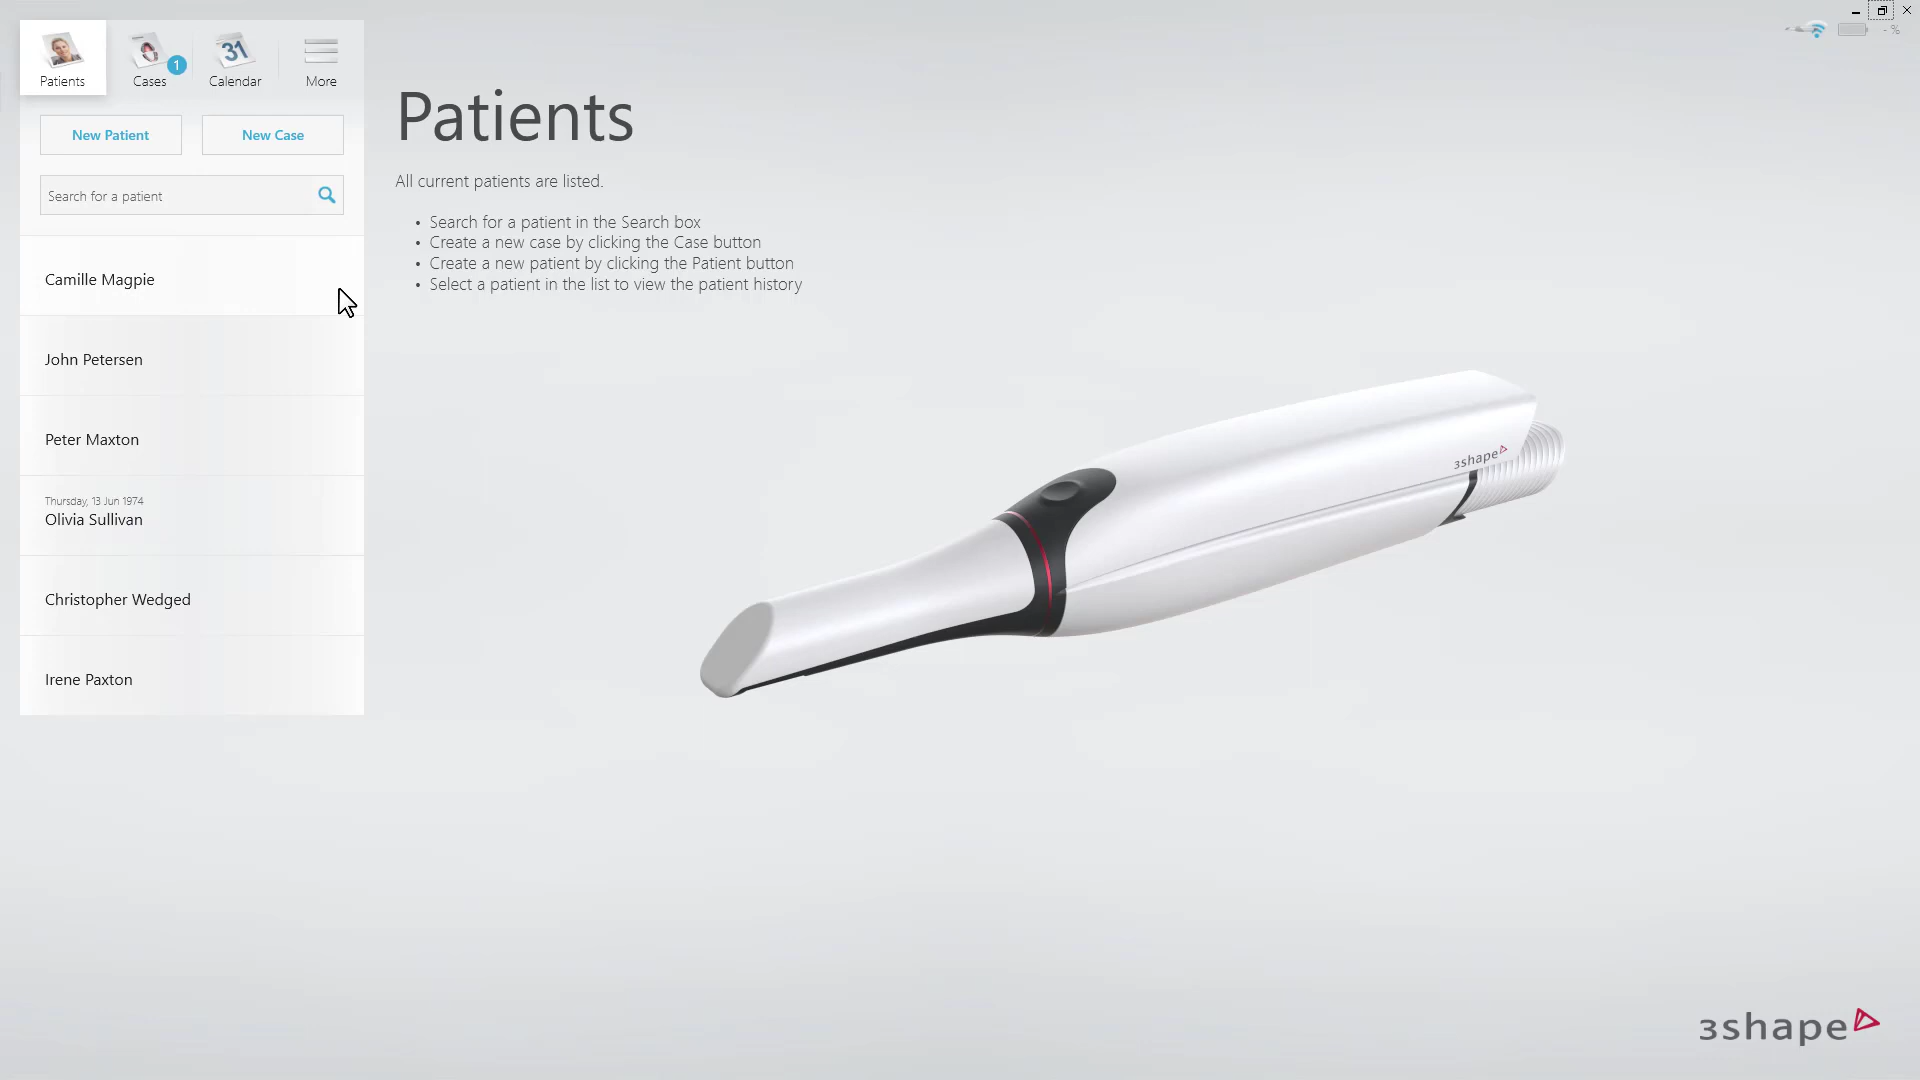 Patients
Cases
1
31
Calendar
More
New Patient
New Case
Search for a patient
Camille Magpie
John Petersen
Peter Maxton
Thursday, 13 Jun 1974
Olivia Sullivan
Christopher Wedged
Irene Paxton
- %
Patients
All current patients are listed.
• Search for a patient in the Search box
• Create a new case by clicking the Case button
• Create a new patient by clicking the Patient button
• Select a patient in the list to view the patient history
3shape
3shape